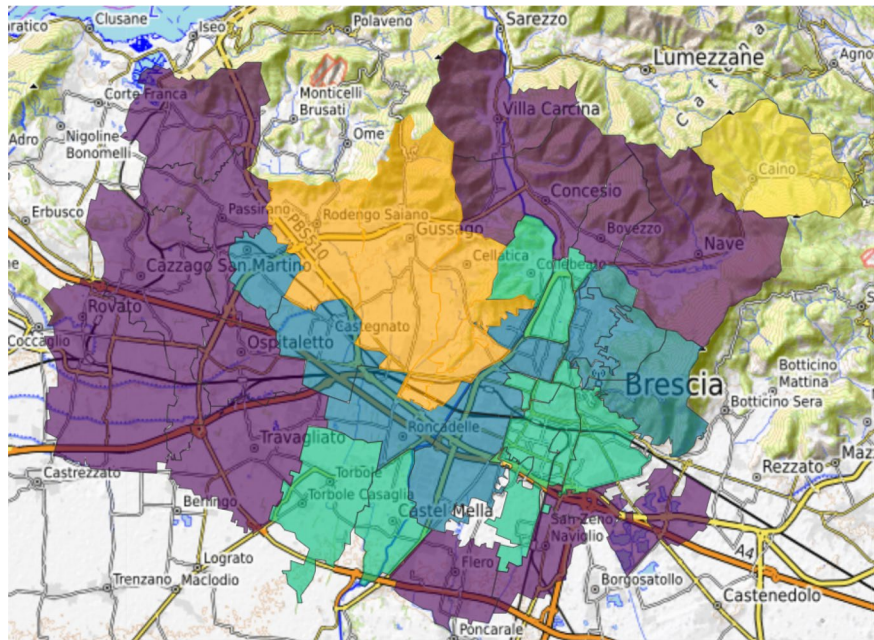 Clusane
Iseo
Polaveno
Sarezzo
Lumezzane
Agno
Corte Franca
Monticelli
Brusati
Villa Carcina
Adro
Nigoline
Bonomelli
Ome
Caino
Concesio
Erbusco
Passirano
Rodengo Saiano
PBS510
Gussago
Bovezzo
Nave
Cellatica
Collebeato
Cazzago San Martino
Rovato
Castegnato
Coccaglio
Ospitaletto
Botticino
Mattina
Brescia
Botticino Sera
Roncadelle
Travagliato
Castrezzato
Torbole
Rezzato
Maz
Torbole Casaglia
Berlingo
Castel Mella
San Zeno
Naviglio
A4
Lograto
Flero
Trenzano
Maclodio
Borgosatollo
Castenedolo
Poncarale